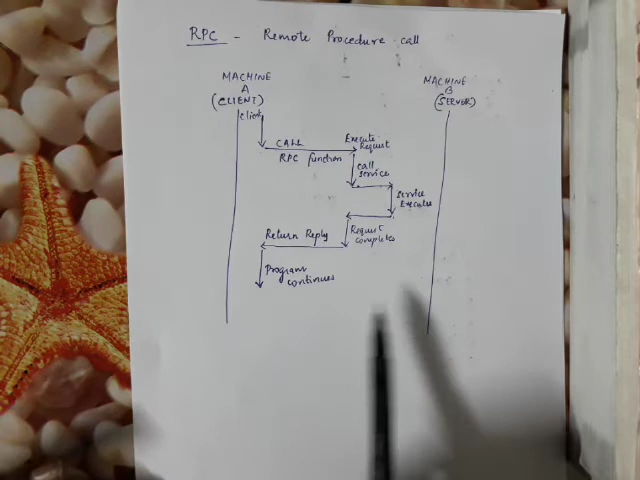 RPC - Remote Procedure call
MACHINE
A
(CLIENT)
MACHINE
B
(SERVER)
Client
CALL
RPC function
Execute
Request
Call
Service
Service
Executes
Return Reply
Request
completes
Program
continues